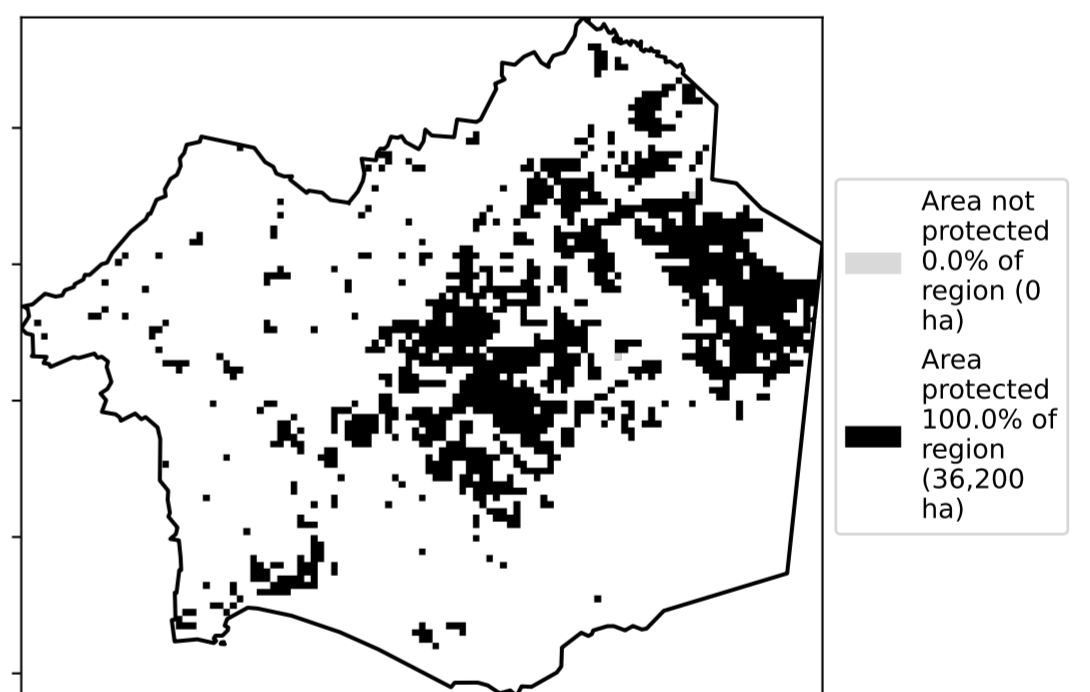 Area not
protected
0.0% of
region (0
ha)
Area
protected
100.0% of
region
(36,200
ha)